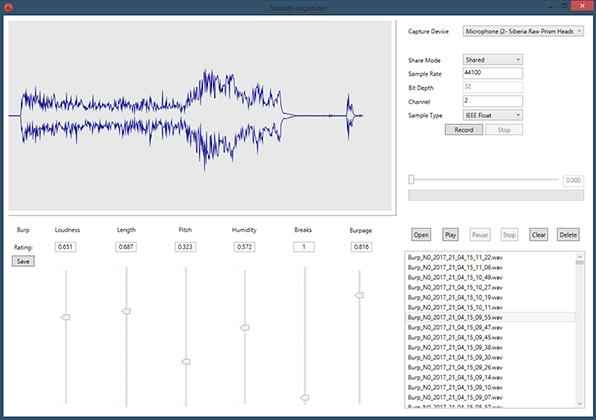 Sounds organizer
Capture Device Microphone (2- Siberia Raw Prism Heads
Share Mode Shared
Sample Rate 44100
Bit Depth 32
Channel 2
Sample Type IEEE Float
Record Stop
0.000
Burp Loudness Length Pitch Humidity Breaks Burpage
Rating: 0.651 0.687 0.323 0.572 1 0.816
Save
Open Play Pause Stop Clear Delete
Burp_N0_2017_21_04_15_11_22.wav
Burp_N0_2017_21_04_15_11_06.wav
Burp_N0_2017_21_04_15_10_49.wav
Burp_N0_2017_21_04_15_10_27.wav
Burp_N0_2017_21_04_15_10_19.wav
Burp_N0_2017_21_04_15_10_11.wav
Burp_N0_2017_21_04_15_09_55.wav
Burp_N0_2017_21_04_15_09_47.wav
Burp_N0_2017_21_04_15_09_45.wav
Burp_N0_2017_21_04_15_09_38.wav
Burp_N0_2017_21_04_15_09_30.wav
Burp_N0_2017_21_04_15_09_26.wav
Burp_N0_2017_21_04_15_09_14.wav
Burp_N0_2017_21_04_15_09_10.wav
Burp_N0_2017_21_04_15_09_07.wav